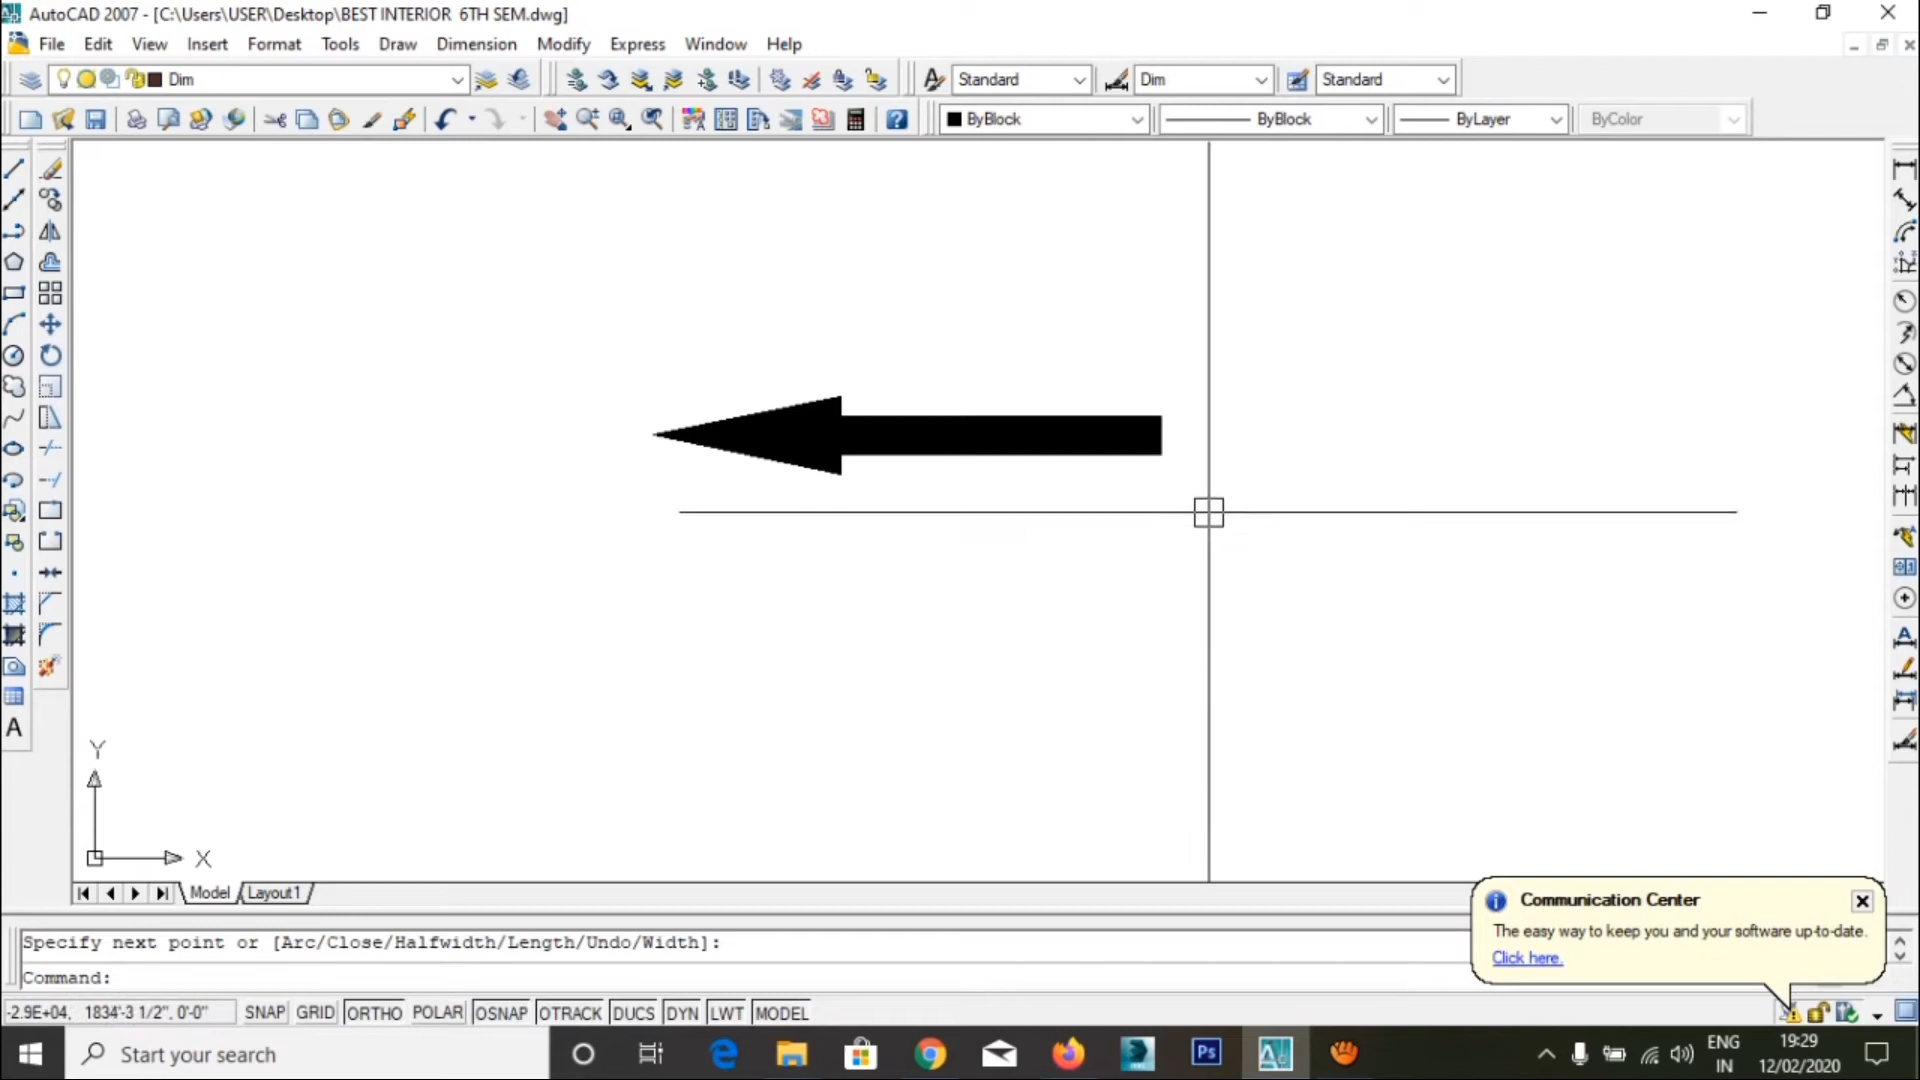 AutoCAD 2007 - [C:\Users\USER\Desktop\BEST INTERIOR  6TH SEM.dwg]
File Edit View Insert Format Tools Draw Dimension Modify Express Window Help
Dim Standard Dim Standard
ByBlock ByBlock ByLayer ByColor
A
Y
X
Model Layout1
Communication Center
The easy way to keep you and your software up-to-date.
Click here.
Specify next point or [Arc/Close/Halfwidth/Length/Undo/Width]:
Command:
-2.9E+04, 1834'-3 1/2", 0'-0" SNAP GRID ORTHO POLAR OSNAP OTRACK DUCS DYN LWT MODEL
Start your search Ps ENG 19:29
IN 12/02/2020